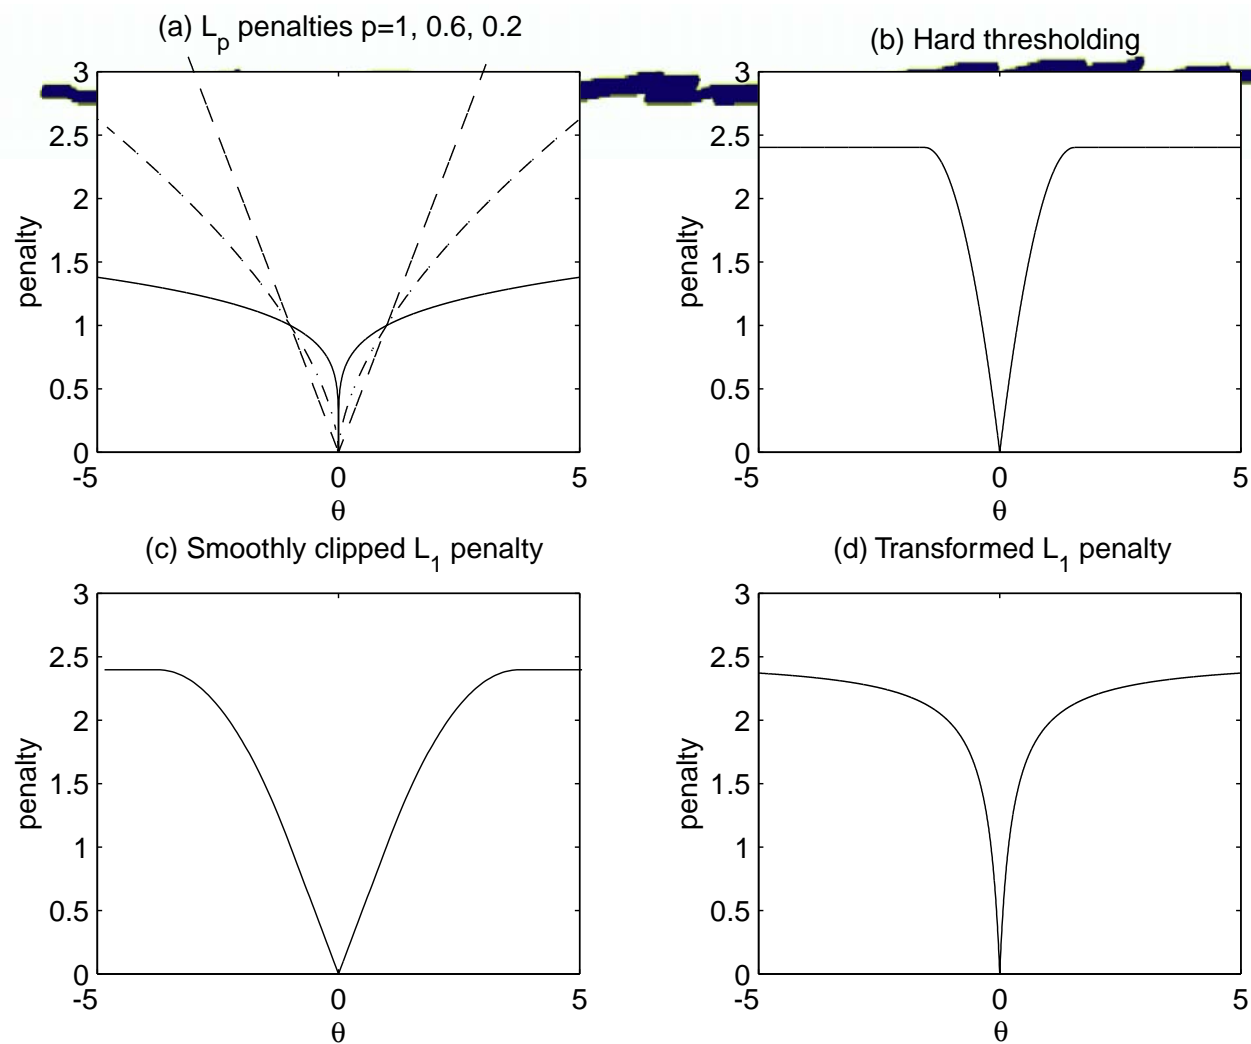 (a) Lp penalties p=1, 0.6, 0.2
3
2.5
2
1.5
1
0.5
0
penalty
-5 0 5
θ
(b) Hard thresholding
3
2.5
2
1.5
1
0.5
0
penalty
-5 0 5
θ
(c) Smoothly clipped L1 penalty
3
2.5
2
1.5
1
0.5
0
penalty
-5 0 5
θ
(d) Transformed L1 penalty
3
2.5
2
1.5
1
0.5
0
penalty
-5 0 5
θ